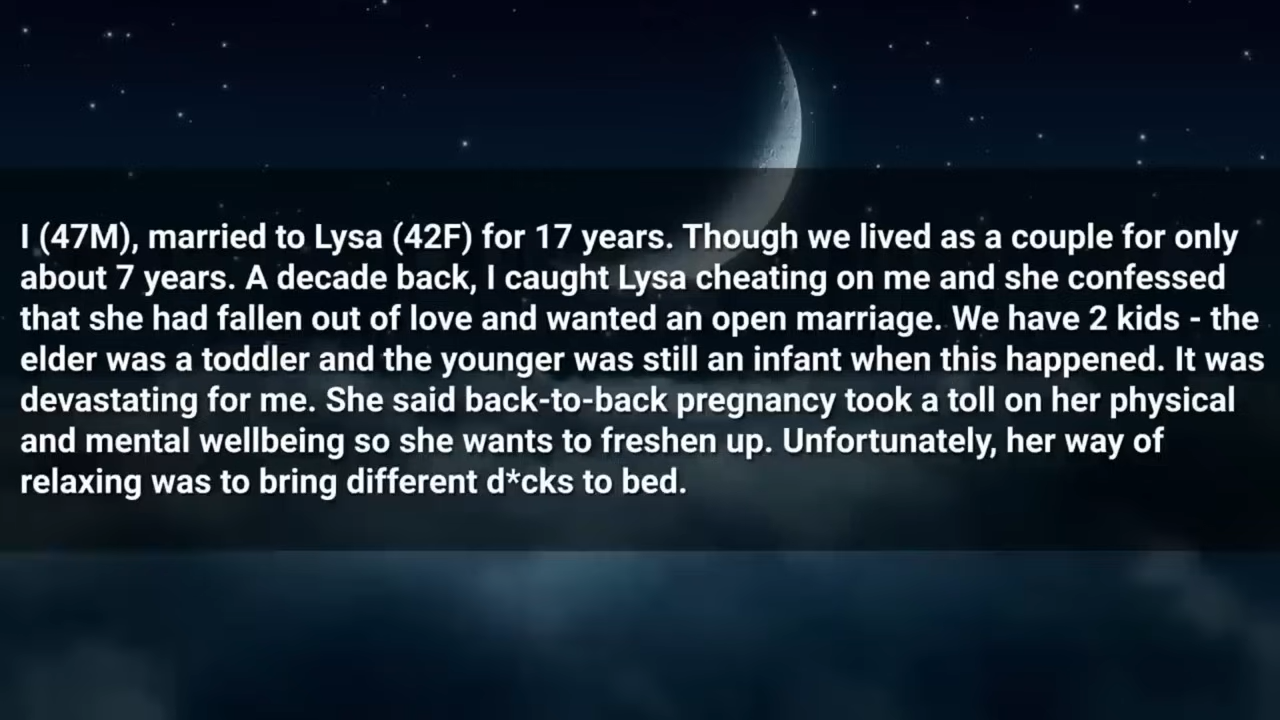 I (47M), married to Lysa (42F) for 17 years. Though we lived as a couple for only
about 7 years. A decade back, I caught Lysa cheating on me and she confessed
that she had fallen out of love and wanted an open marriage. We have 2 kids - the
elder was a toddler and the younger was still an infant when this happened. It was
devastating for me. She said back-to-back pregnancy took a toll on her physical
and mental wellbeing so she wants to freshen up. Unfortunately, her way of
relaxing was to bring different d*cks to bed.